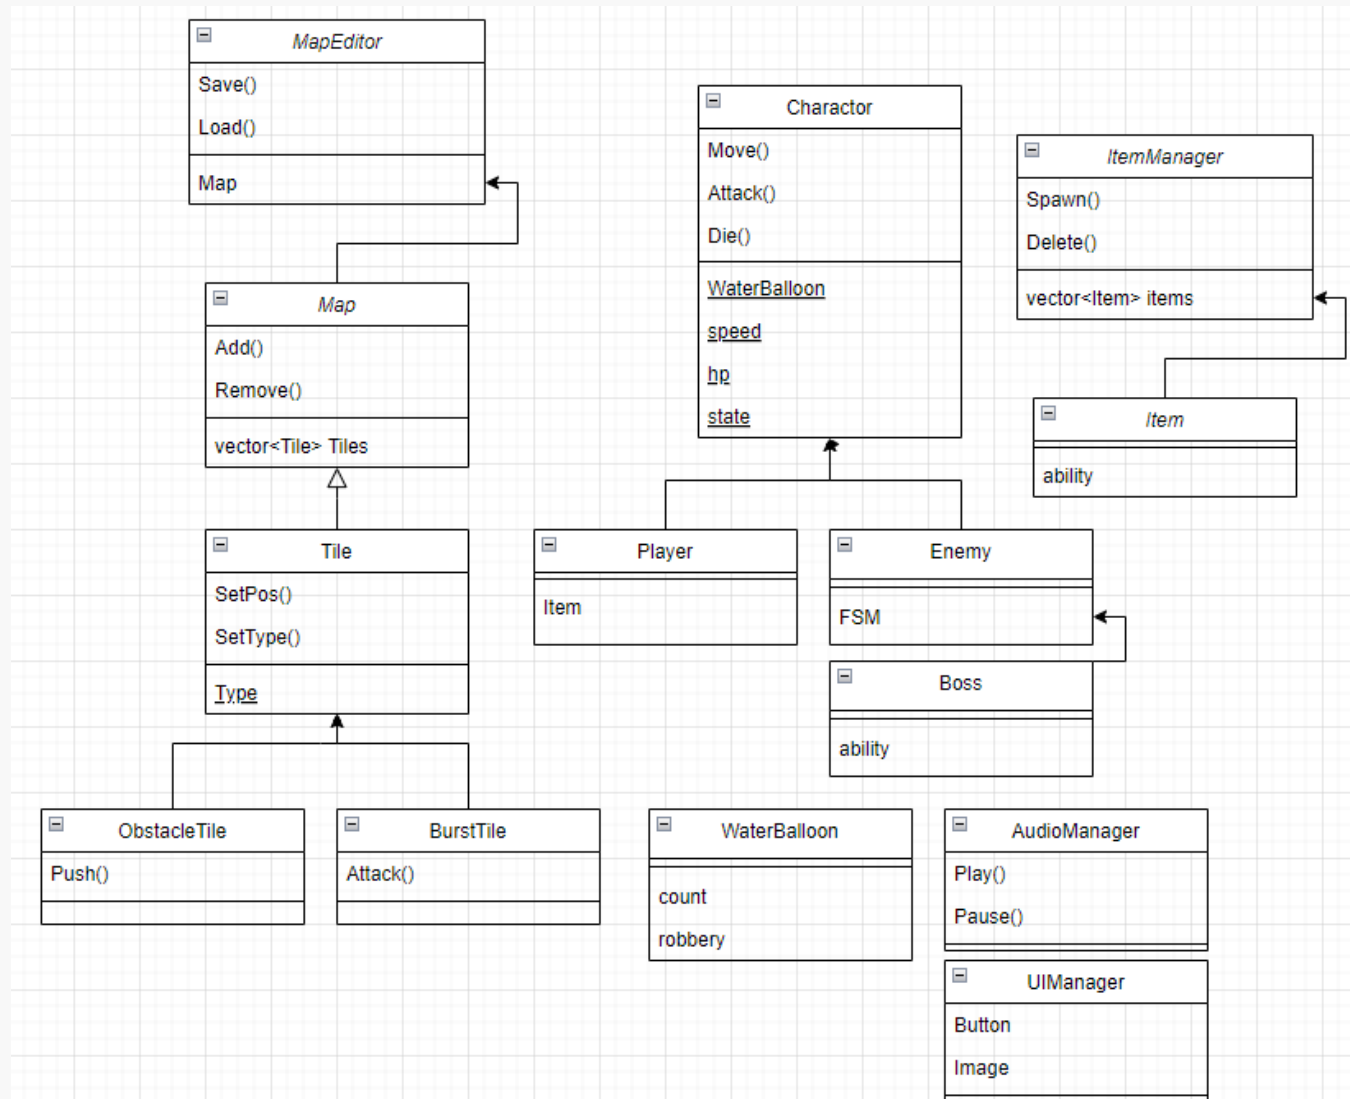 MapEditor
Save()
Load()
Map
Map
Add()
Remove()
vector<Tile> Tiles
Tile
SetPos()
SetType()
Type
ObstacleTile
Push()
BurstTile
Attack()
Charactor
Move()
Attack()
Die()
WaterBalloon
speed
hp
state
Player
Item
Enemy
FSM
Boss
ability
ItemManager
Spawn()
Delete()
vector<Item> items
Item
ability
WaterBalloon
count
robbery
AudioManager
Play()
Pause()
UIManager
Button
Image